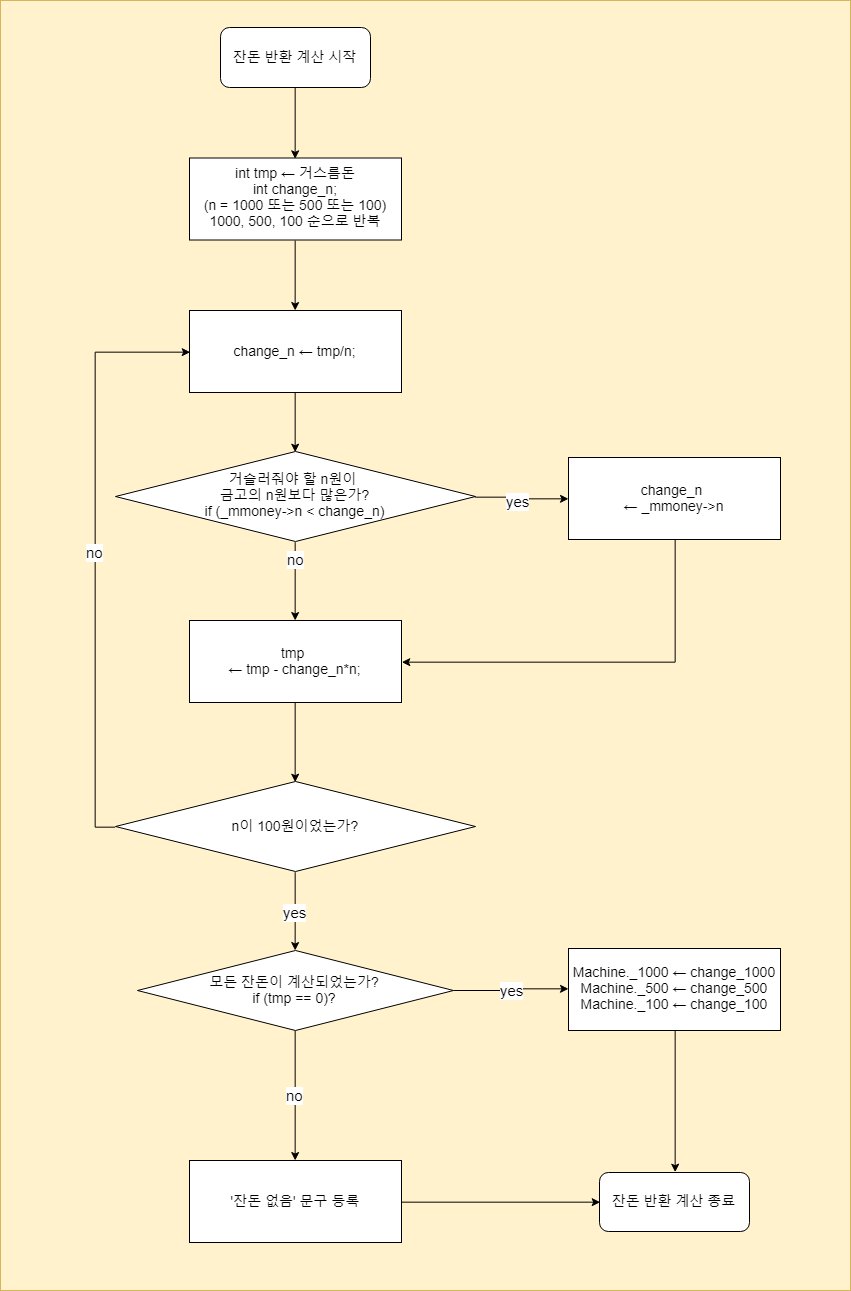 잔돈 반환 계산 시작
int tmp ← 거스름돈
int change_n;
(n = 1000 또는 500 또는 100)
1000, 500, 100 순으로 반복
change_n ← tmp/n;
거슬러줘야 할 n원이
금고의 n원보다 많은가?
if (_mmoney->n < change_n)
yes
change_n
← _mmoney->n
no
no
tmp
← tmp - change_n*n;
n이 100원이었는가?
yes
모든 잔돈이 계산되었는가?
if (tmp == 0)?
yes
Machine._1000 ← change_1000
Machine._500 ← change_500
Machine._100 ← change_100
no
'잔돈 없음' 문구 등록
잔돈 반환 계산 종료